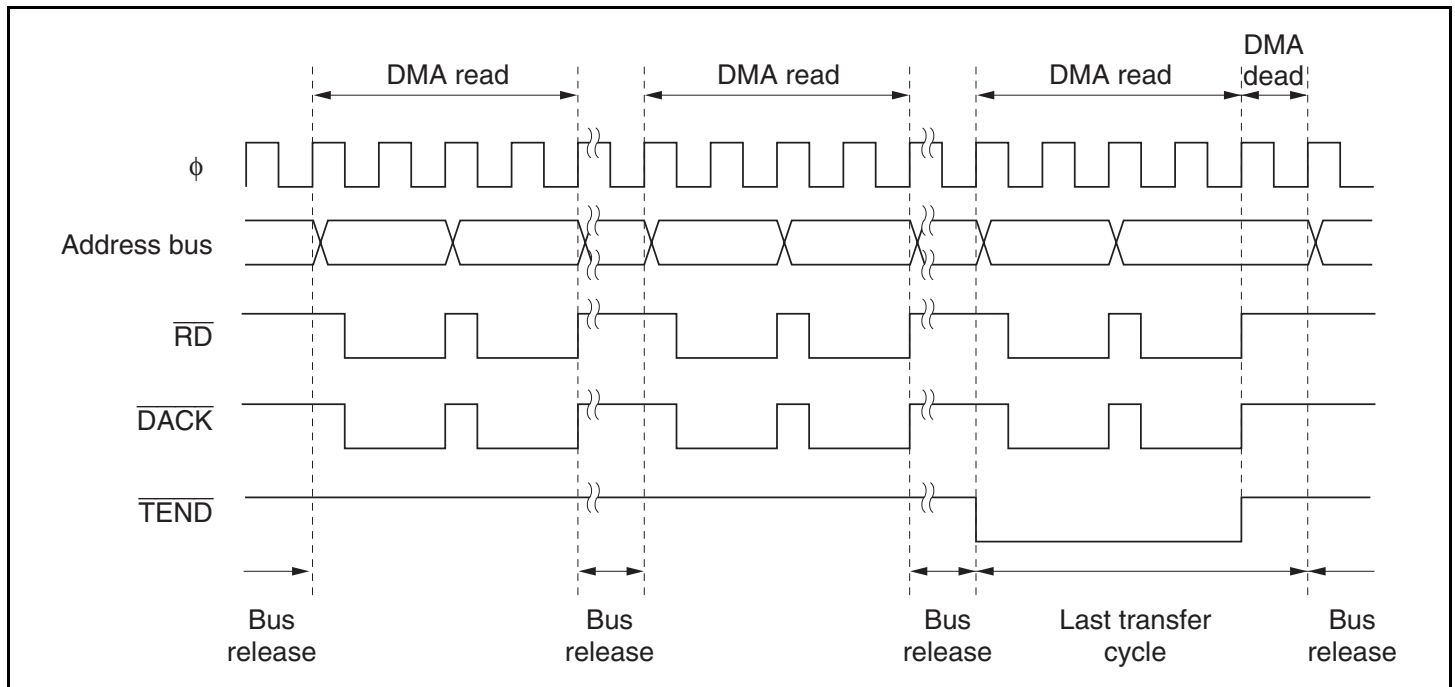 DMA read
DMA read
DMA read
DMA
dead
φ
Address bus
RD
DACK
TEND
Bus
release
Bus
release
Bus
release
Last transfer
cycle
Bus
release